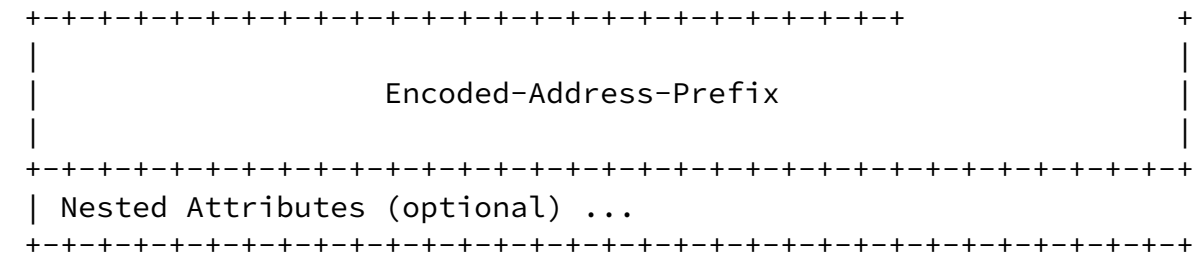 +-+-+-+-+-+-+-+-+-+-+-+-+-+-+-+-+-+-+-+-+-+-+-+-+               +
|                                                               |
|                   Encoded-Address-Prefix                      |
|                                                               |
+-+-+-+-+-+-+-+-+-+-+-+-+-+-+-+-+-+-+-+-+-+-+-+-+-+-+-+-+-+-+-+-+
| Nested Attributes (optional) ...
+-+-+-+-+-+-+-+-+-+-+-+-+-+-+-+-+-+-+-+-+-+-+-+-+-+-+-+-+-+-+-+-+